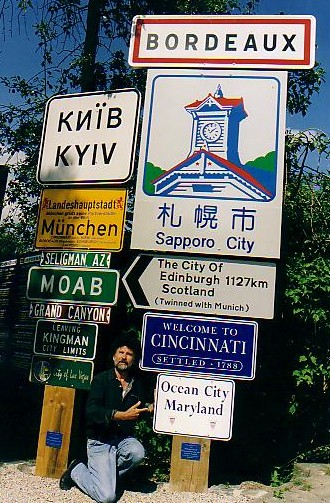 BORDEAUX
КИЇВ
KYIV
札幌市
Sapporo City
Landeshauptstadt
München
SELIGMAN AZ
MOAB
GRAND CANYON
LEAVING
KINGMAN
CITY LIMITS
City of Las Vegas
The City Of
Edinburgh 1127km
Scotland
(Twinned with Munich)
WELCOME TO
CINCINNATI
SETTLED · 1788
Ocean City
Maryland